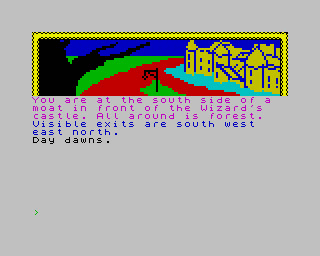 You are at the south side of a
moat in front of the Wizard's
castle. All around is forest.
Visible exits are south west
east north.
Day dawns.
>